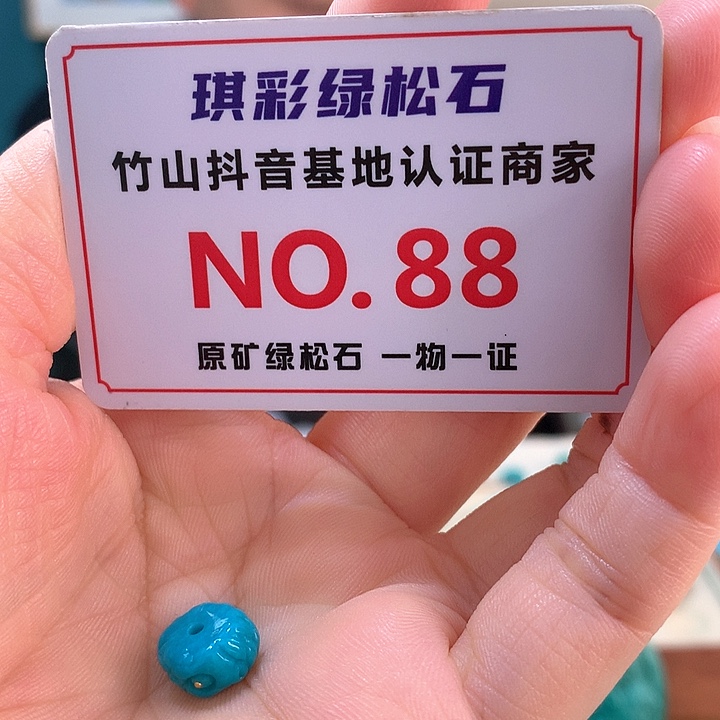 琪彩绿松石
竹山抖音基地认证商家
NO.88
原矿绿松石 一物一证